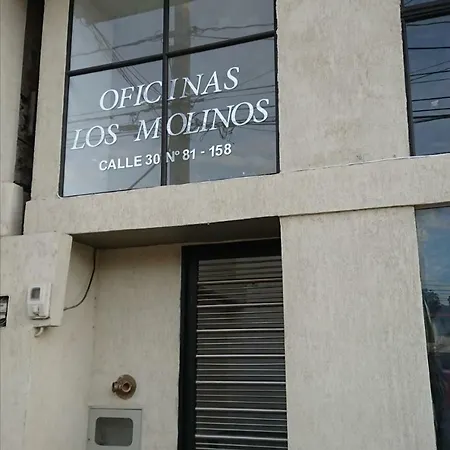 OFICINAS
LOS MOLINOS
CALLE 30 N° 81 - 158